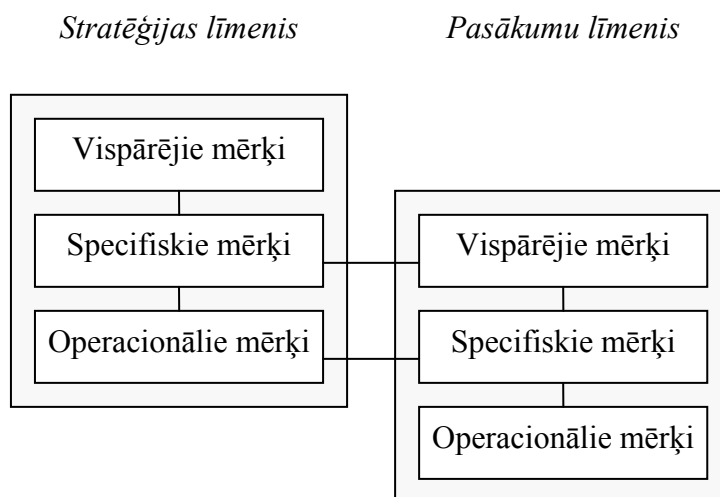 Stratēģijas līmenis
Pasākumu līmenis
Vispārējie mērķi
Specifiskie mērķi
Operacionālie mērķi
Vispārējie mērķi
Specifiskie mērķi
Operacionālie mērķi